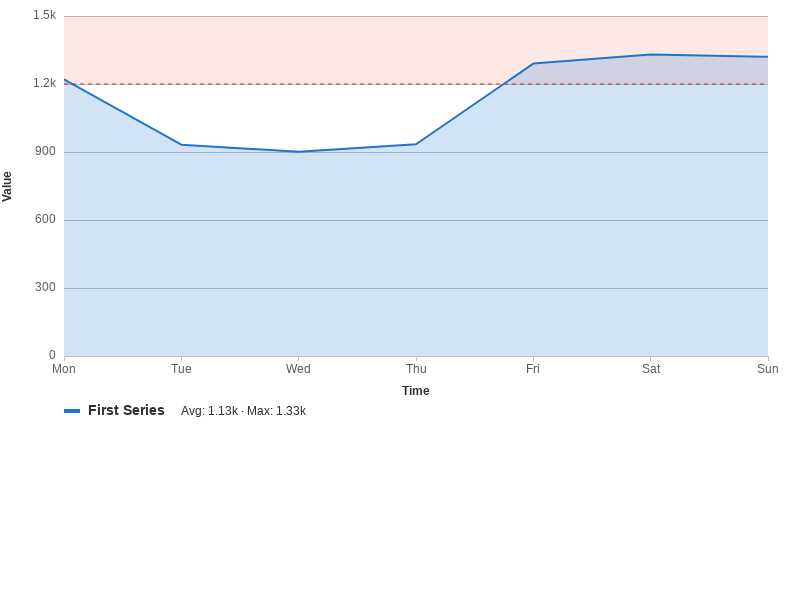 1.5k
1.2k
900
600
300
0
Value
Mon Tue Wed Thu Fri Sat Sun
Time
First Series Avg: 1.13k · Max: 1.33k